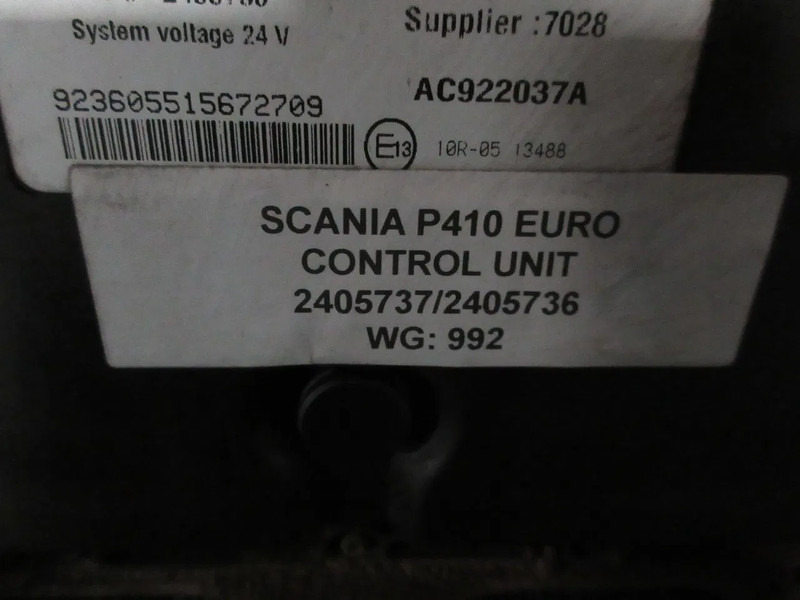 System voltage 24 V
Supplier :7028
923605515672709
AC922037A
E13
10R-05 13488
SCANIA P410 EURO
CONTROL UNIT
2405737/2405736
WG: 992